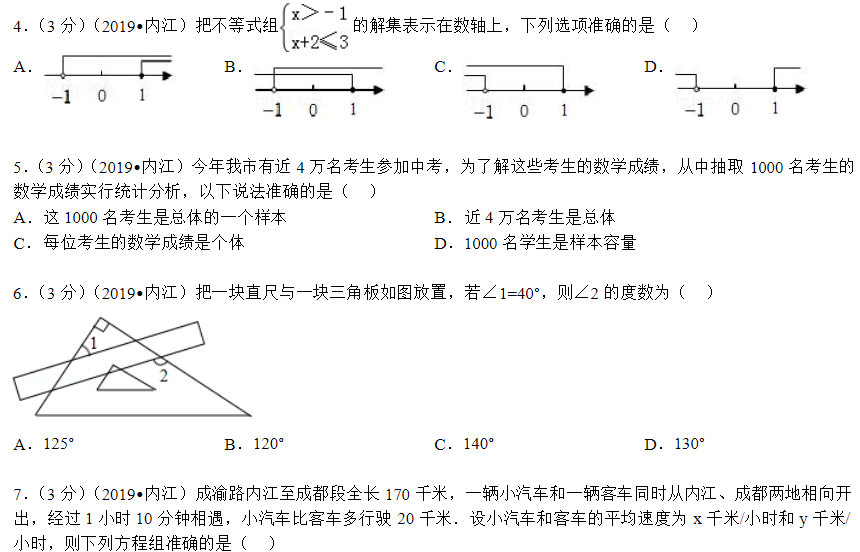 4.(3 分)(2019•内江)把不等式组{x>-1 x+2≤3 的解集表示在数轴上,下列选项准确的是( )
A. -1 0 1 B. -1 0 1 C. -1 0 1 D. -1 0 1
5.(3 分)(2019•内江)今年我市有近 4 万名考生参加中考,为了解这些考生的数学成绩,从中抽取 1000 名考生的
数学成绩实行统计分析,以下说法准确的是( )
A.这 1000 名考生是总体的一个样本 B.近 4 万名考生是总体
C.每位考生的数学成绩是个体 D.1000 名学生是样本容量
6.(3 分)(2019•内江)把一块直尺与一块三角板如图放置,若∠1=40°,则∠2 的度数为( )
1
2
A.125° B.120° C.140° D.130°
7.(3 分)(2019•内江)成渝路内江至成都段全长 170 千米,一辆小汽车和一辆客车同时从内江、成都两地相向开
出,经过 1 小时 10 分钟相遇,小汽车比客车多行驶 20 千米.设小汽车和客车的平均速度为 x 千米/小时和 y 千米/
小时,则下列方程组准确的是( )